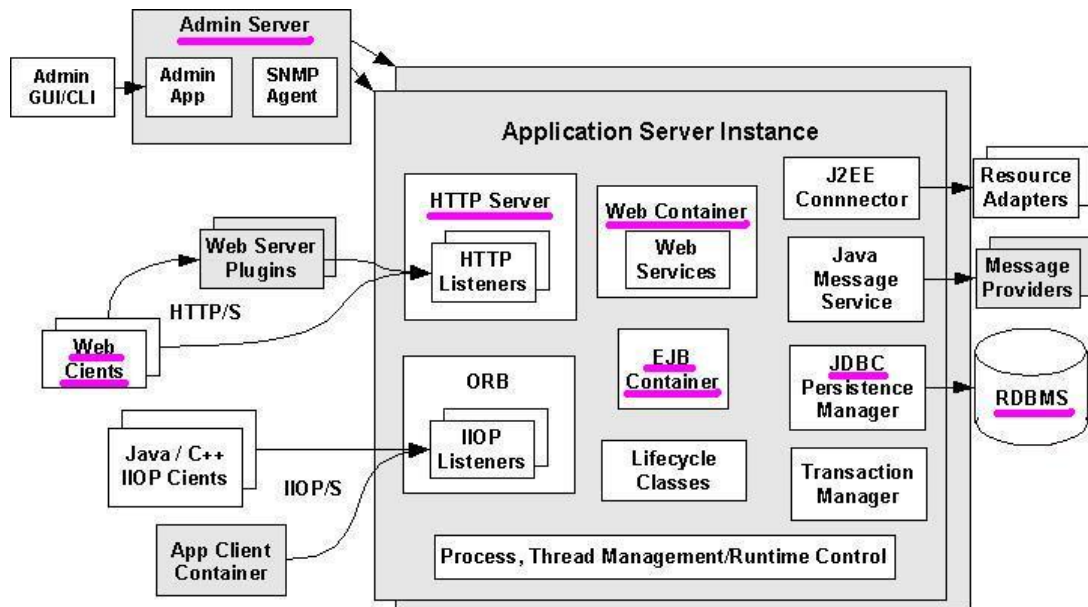 Admin Server
Admin
GUI/CLI
Admin
App
SNMP
Agent
Application Server Instance
HTTP Server
HTTP
Listeners
Web Container
Web
Services
J2EE
Connnector
Resource
Adapters
Web Server
Plugins
HTTP/S
Web
Cients
Java
Message
Service
Message
Providers
EJB
Container
JDBC
Persistence
Manager
RDBMS
ORB
IIOP
Listeners
Java / C++
IIOP Cients
IIOP/S
Lifecycle
Classes
Transaction
Manager
App Client
Container
Process, Thread Management/Runtime Control